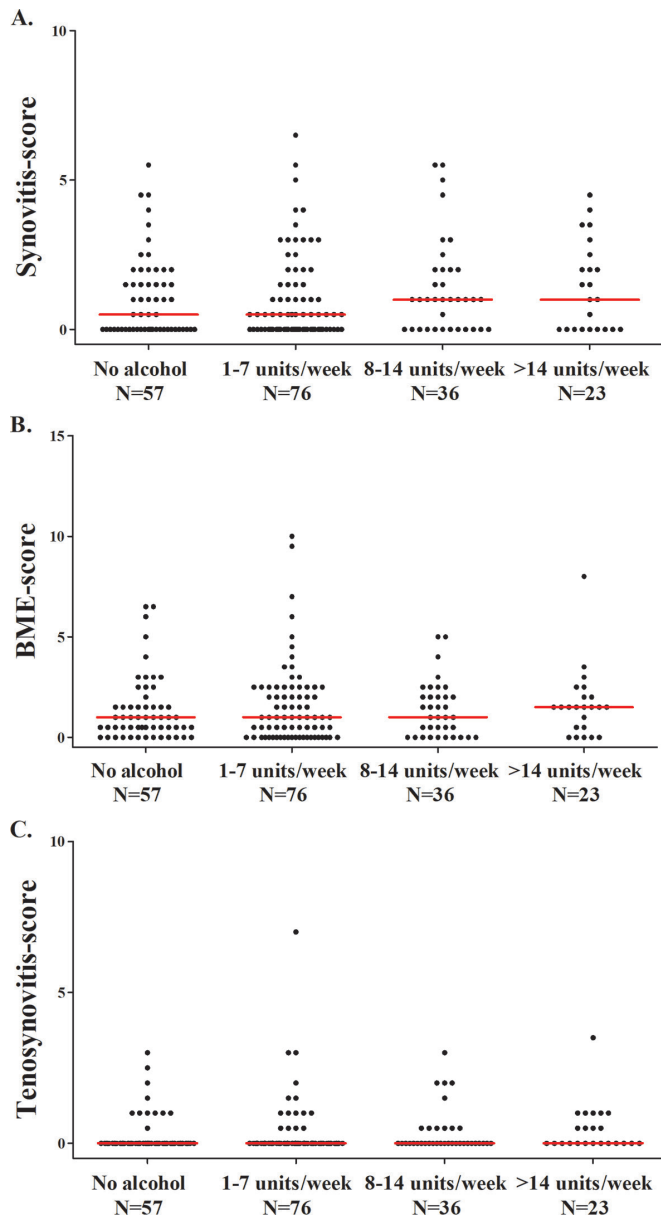 A.
10
5
0
Synovitis-score
No alcohol 1-7 units/week 8-14 units/week >14 units/week
N=57 N=76 N=36 N=23
B.
15
10
5
0
BME-score
No alcohol 1-7 units/week 8-14 units/week >14 units/week
N=57 N=76 N=36 N=23
C.
10
5
0
Tenosynovitis-score
No alcohol 1-7 units/week 8-14 units/week >14 units/week
N=57 N=76 N=36 N=23